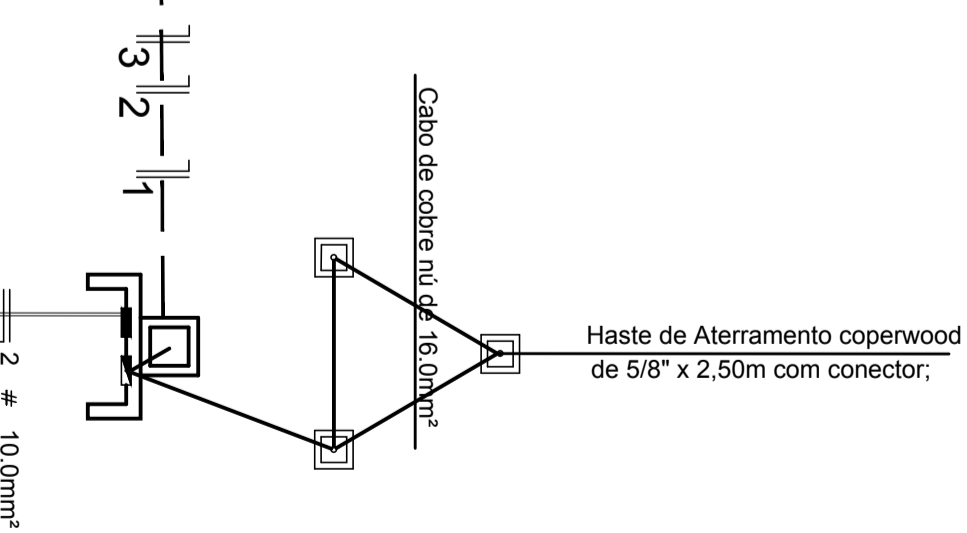 3
2
1
Cabo de cobre nú de 16.0mm²
Haste de Aterramento coperwood
de 5/8" x 2,50m com conector;
2 # 10.0mm²